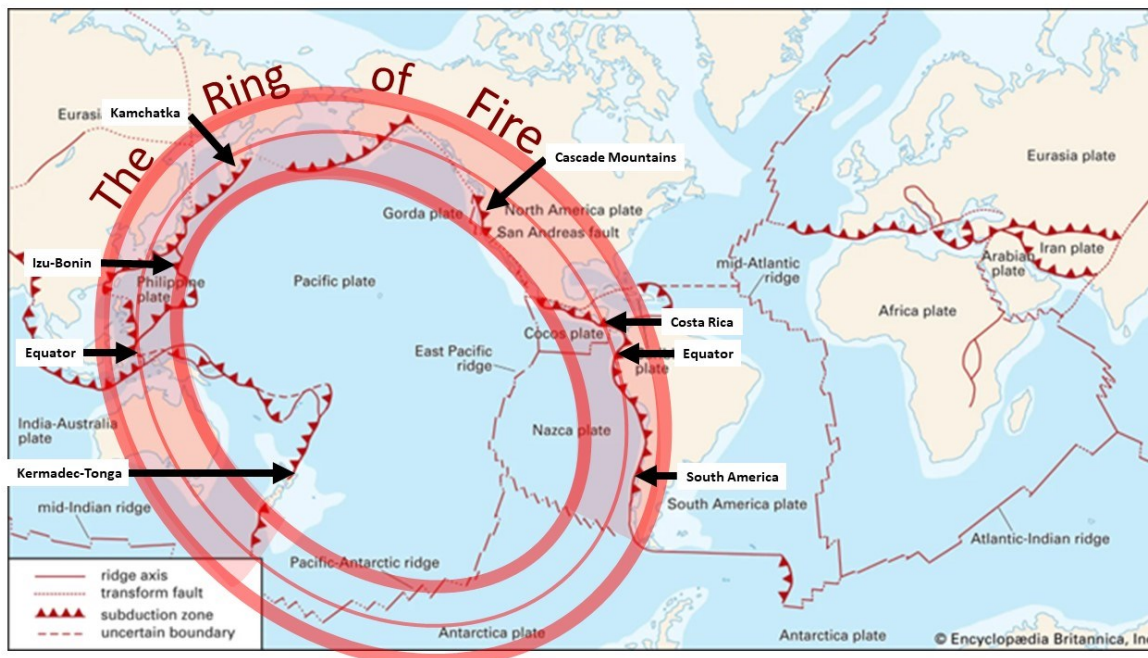 The Ring of Fire
Eurasia
Kamchatka
Cascade Mountains
Eurasia plate
Gorda plate
North America plate
San Andreas fault
Izu-Bonin
Philippine
plate
Pacific plate
mid-Atlantic
ridge
Arabian
plate
Iran plate
Africa plate
Cocos plate
Costa Rica
Equator
East Pacific
ridge
Equator
plate
India-Australia
plate
Nazca plate
Kermadec-Tonga
South America
South America
plate
mid-Indian ridge
Atlantic-Indian ridge
Pacific-Antarctic ridge
ridge axis
transform fault
subduction zone
uncertain boundary
Antarctica plate
Antarctica plate
© Encyclopædia Britannica, Inc